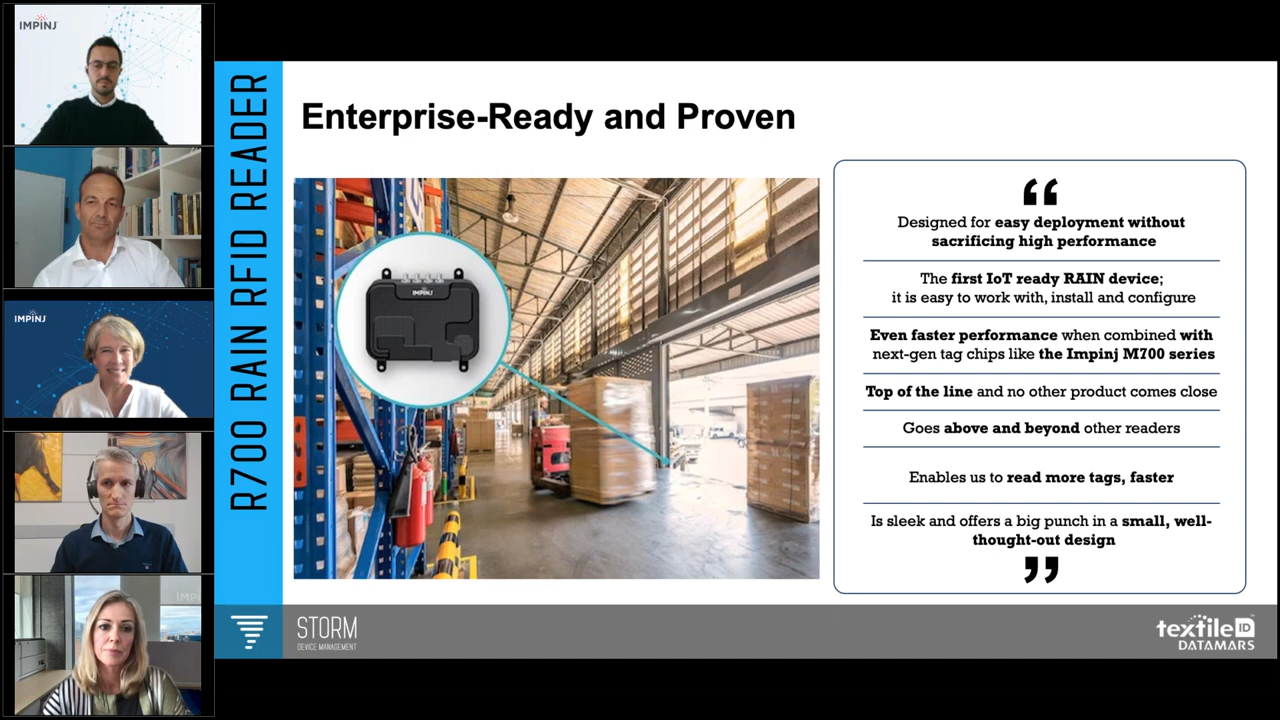 IMPINJ
IMPINJ
IMP
R700 RAIN RFID READER
Enterprise-Ready and Proven
IMPINJ
“
Designed for easy deployment without
sacrificing high performance
The first IoT ready RAIN device;
it is easy to work with, install and configure
Even faster performance when combined with
next-gen tag chips like the Impinj M700 series
Top of the line and no other product comes close
Goes above and beyond other readers
Enables us to read more tags, faster
Is sleek and offers a big punch in a small, well-
thought-out design
”
STORM
DEVICE MANAGEMENT
textile ID
DATAMARS